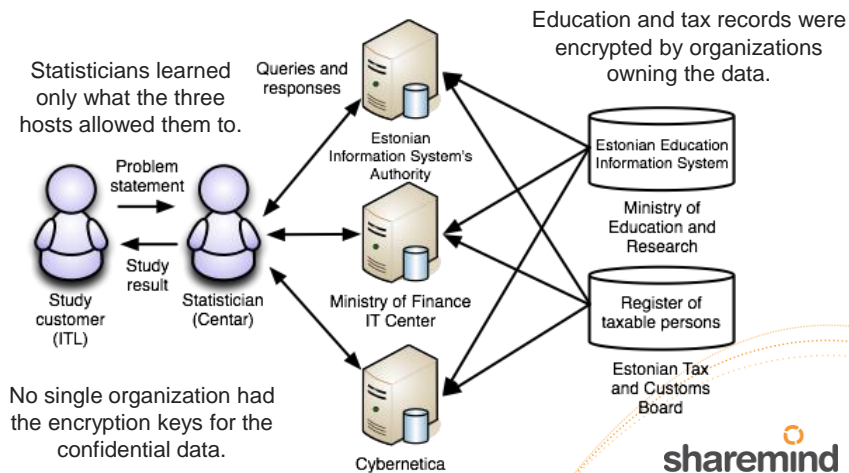 Education and tax records were
encrypted by organizations
owning the data.
Statisticians learned
only what the three
hosts allowed them to.
Queries and
responses
Estonian
Information System's
Authority
Estonian Education
Information System
Ministry of
Education and
Research
Problem
statement
Study
result
Study
customer
(ITL)
Statistician
(Centar)
Ministry of Finance
IT Center
Register of
taxable persons
Estonian Tax
and Customs
Board
No single organization had
the encryption keys for the
confidential data.
Cybernetica
sharemind